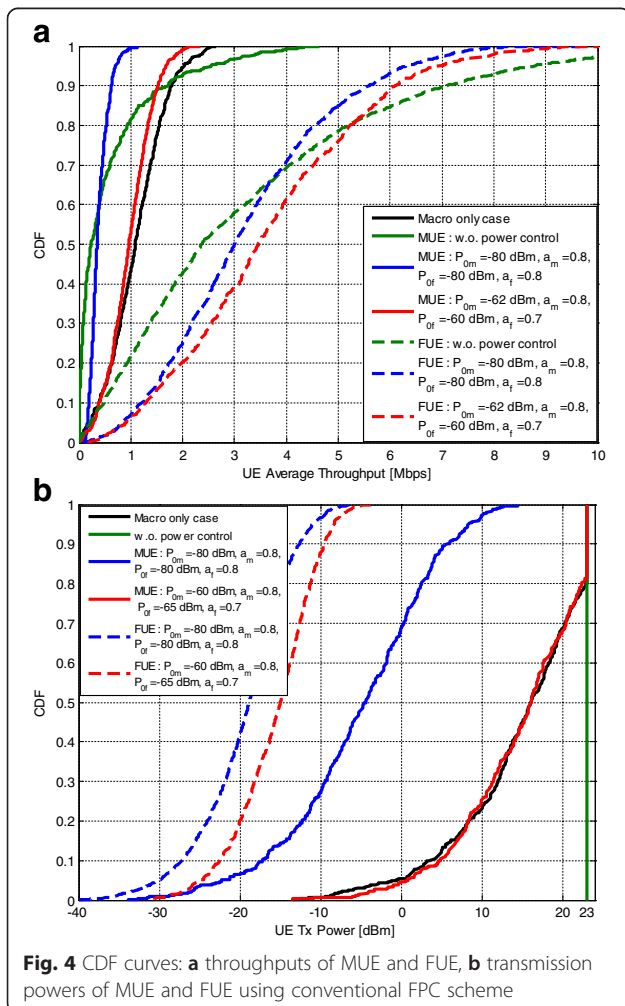 a
1
0.9
0.8
0.7
0.6
0.5
0.4
0.3
0.2
0.1
0
CDF
0 1 2 3 4 5 6 7 8 9 10
UE Average Throughput [Mbps]
Macro only case
MUE : w.o. power control
MUE : P0m =-80 dBm, am =0.8,
P0f =-80 dBm, af =0.8
MUE : P0m =-62 dBm, am =0.8,
P0f =-60 dBm, af =0.7
FUE : w.o. power control
FUE : P0m =-80 dBm, am =0.8,
P0f =-80 dBm, af =0.8
FUE : P0m =-62 dBm, am =0.8,
P0f =-60 dBm, af =0.7
b
1
0.9
0.8
0.7
0.6
0.5
0.4
0.3
0.2
0.1
0
CDF
Macro only case
w.o. power control
MUE : P0m =-80 dBm, am =0.8,
P0f =-80 dBm, af =0.8
MUE : P0m =-60 dBm, am =0.8,
P0f =-65 dBm, af =0.7
FUE : P0m =-80 dBm, am =0.8,
P0f =-80 dBm, af =0.8
FUE : P0m =-60 dBm, am =0.8,
P0f =-65 dBm, af =0.7
-40 -30 -20 -10 0 10 20 23
UE Tx Power [dBm]
Fig. 4 CDF curves: a throughputs of MUE and FUE, b transmission
powers of MUE and FUE using conventional FPC scheme